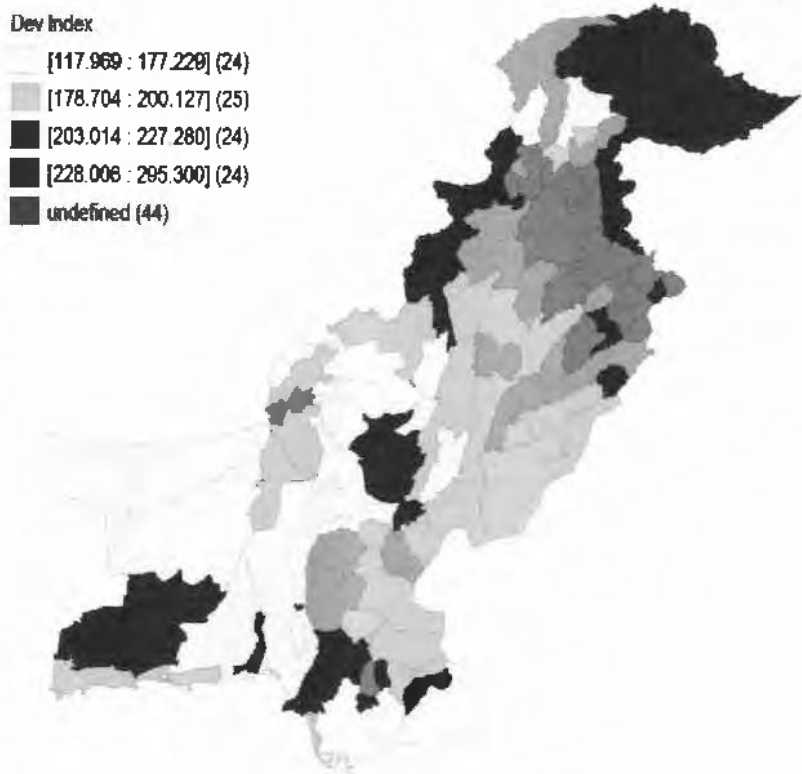 Dev Index
[117.969 : 177.229] (24)
[178.704 : 200.127] (25)
[203.014 : 227.280] (24)
[228.006 : 295.300] (24)
undefined (44)